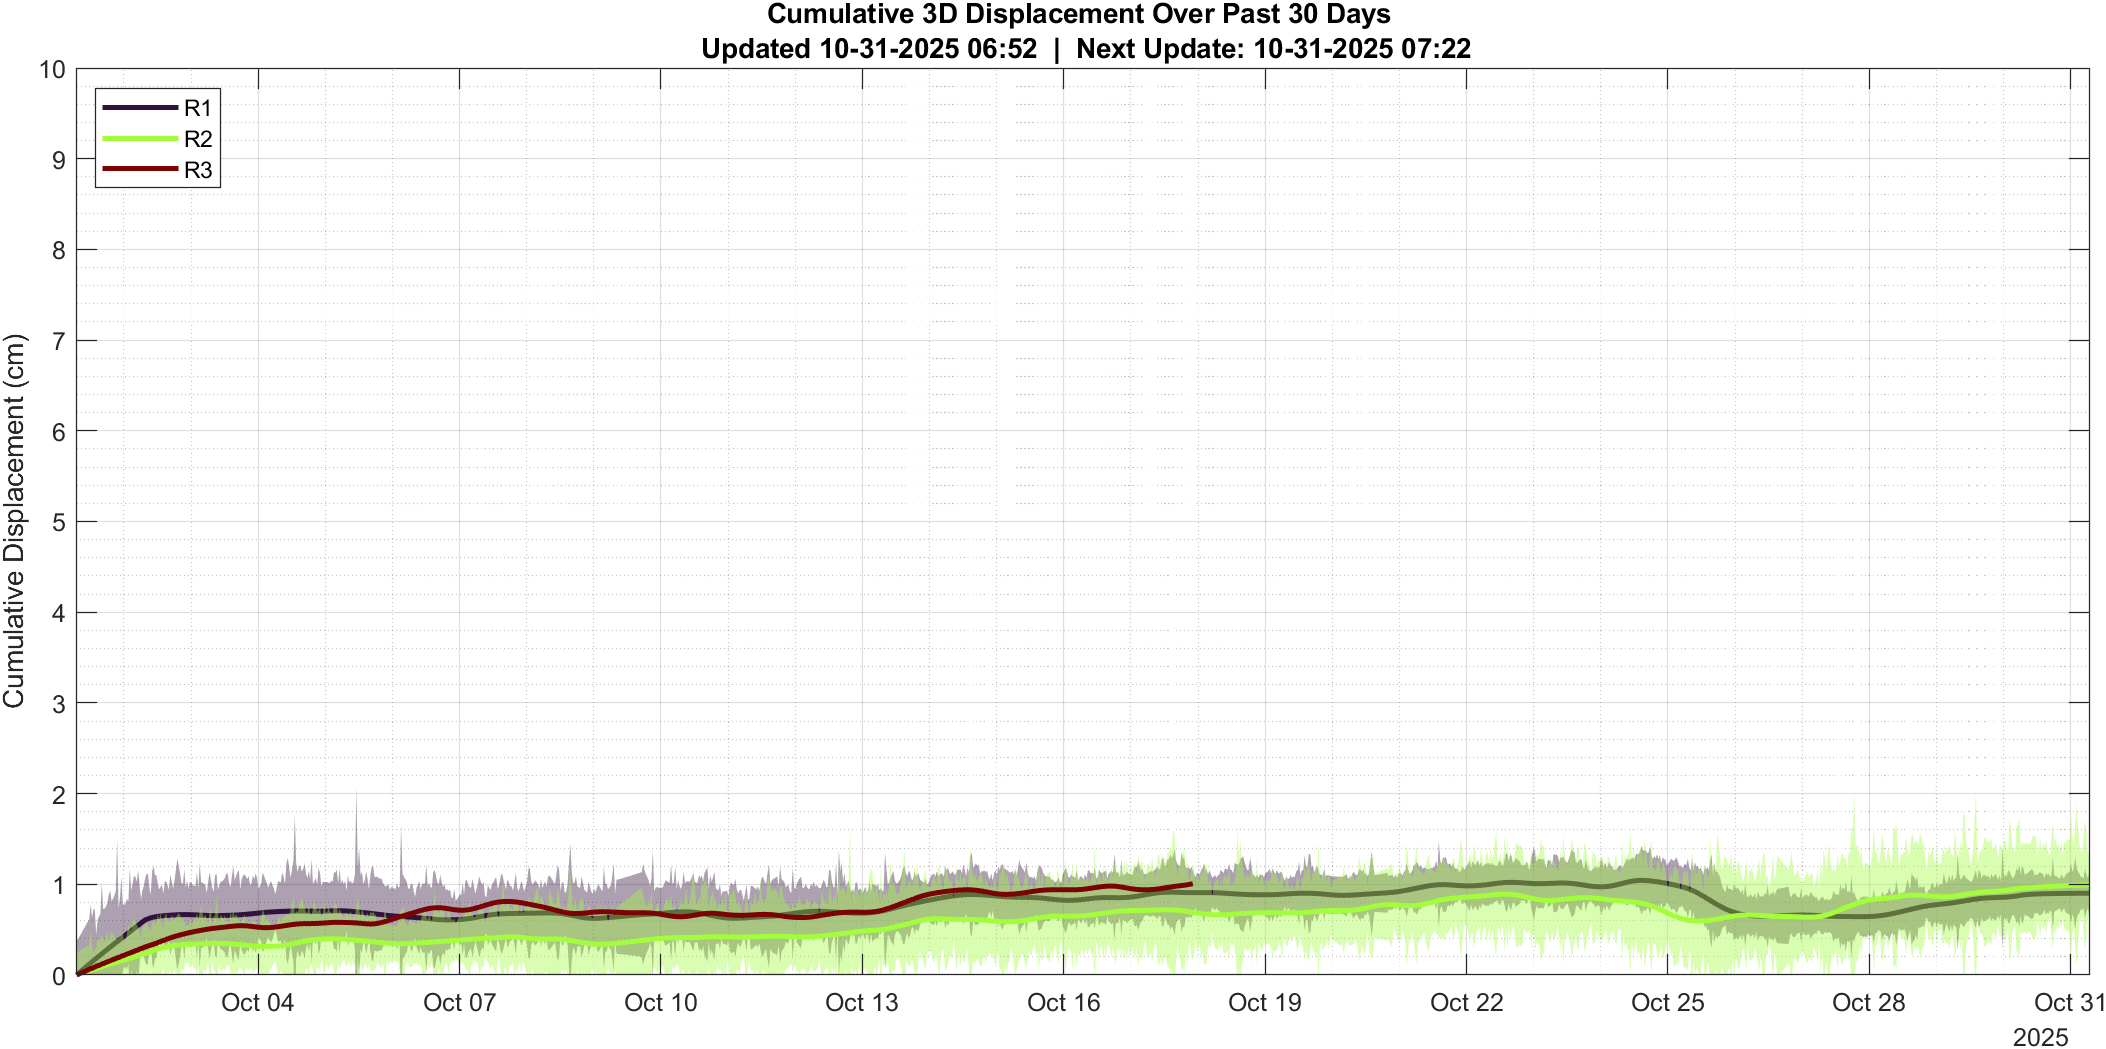 Cumulative 3D Displacement Over Past 30 Days
Updated 10-31-2025 06:52 | Next Update: 10-31-2025 07:22
R1
R2
R3
Cumulative Displacement (cm)
10
9
8
7
6
5
4
3
2
1
0
Oct 04 Oct 07 Oct 10 Oct 13 Oct 16 Oct 19 Oct 22 Oct 25 Oct 28 Oct 31
2025